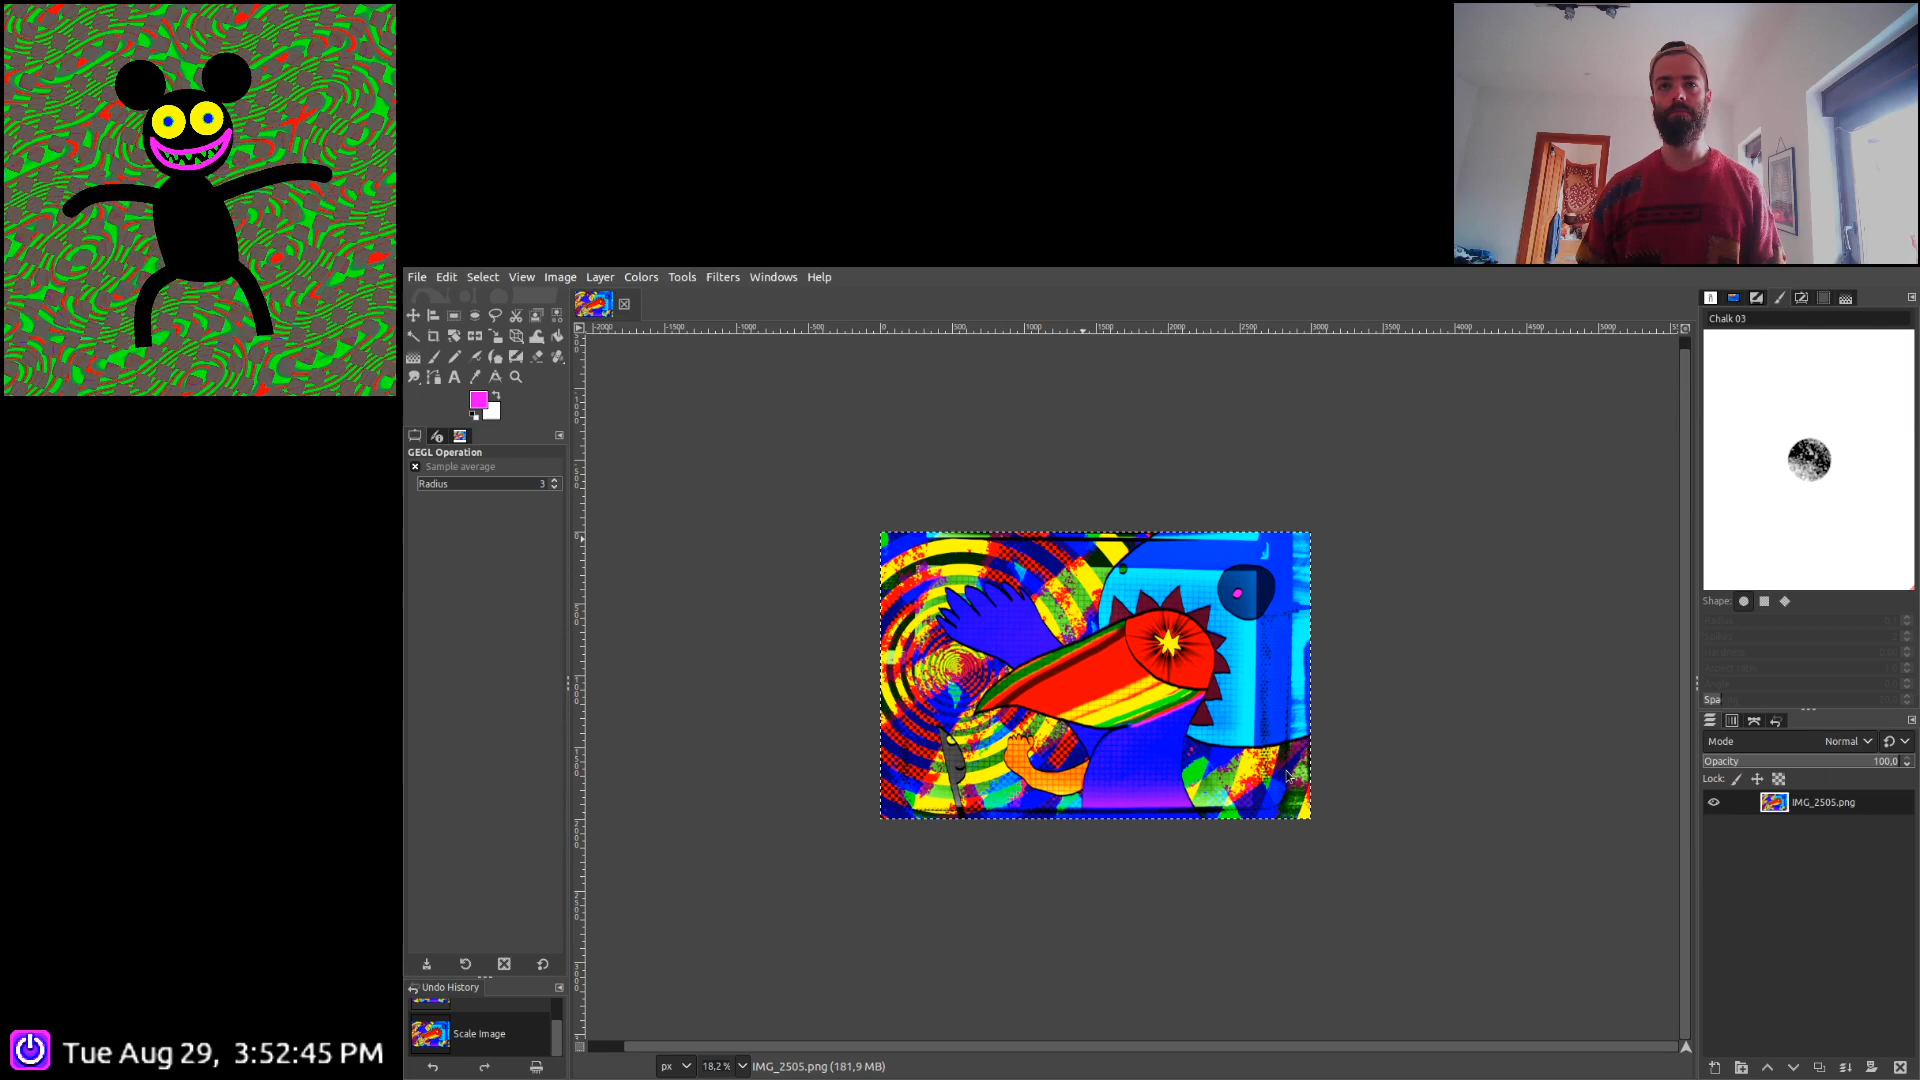 File Edit Select View Image Layer Colors Tools Filters Windows Help
Chalk 03
GEGL Operation
Sample average
Radius 3
Shape:
Spa
Mode Normal
Opacity 100,0
Lock:
IMG_2505.png
Undo History
Scale Image
px 18,2 % IMG_2505.png (181,9 MB)
Tue Aug 29, 3:52:45 PM